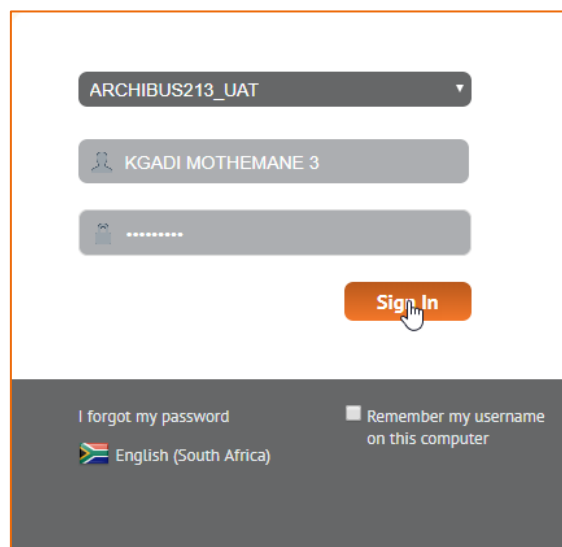 ARCHIBUS213_UAT
KGADI MOTHEMANE 3
•••••••••
Sign In
I forgot my password
Remember my username
on this computer
English (South Africa)